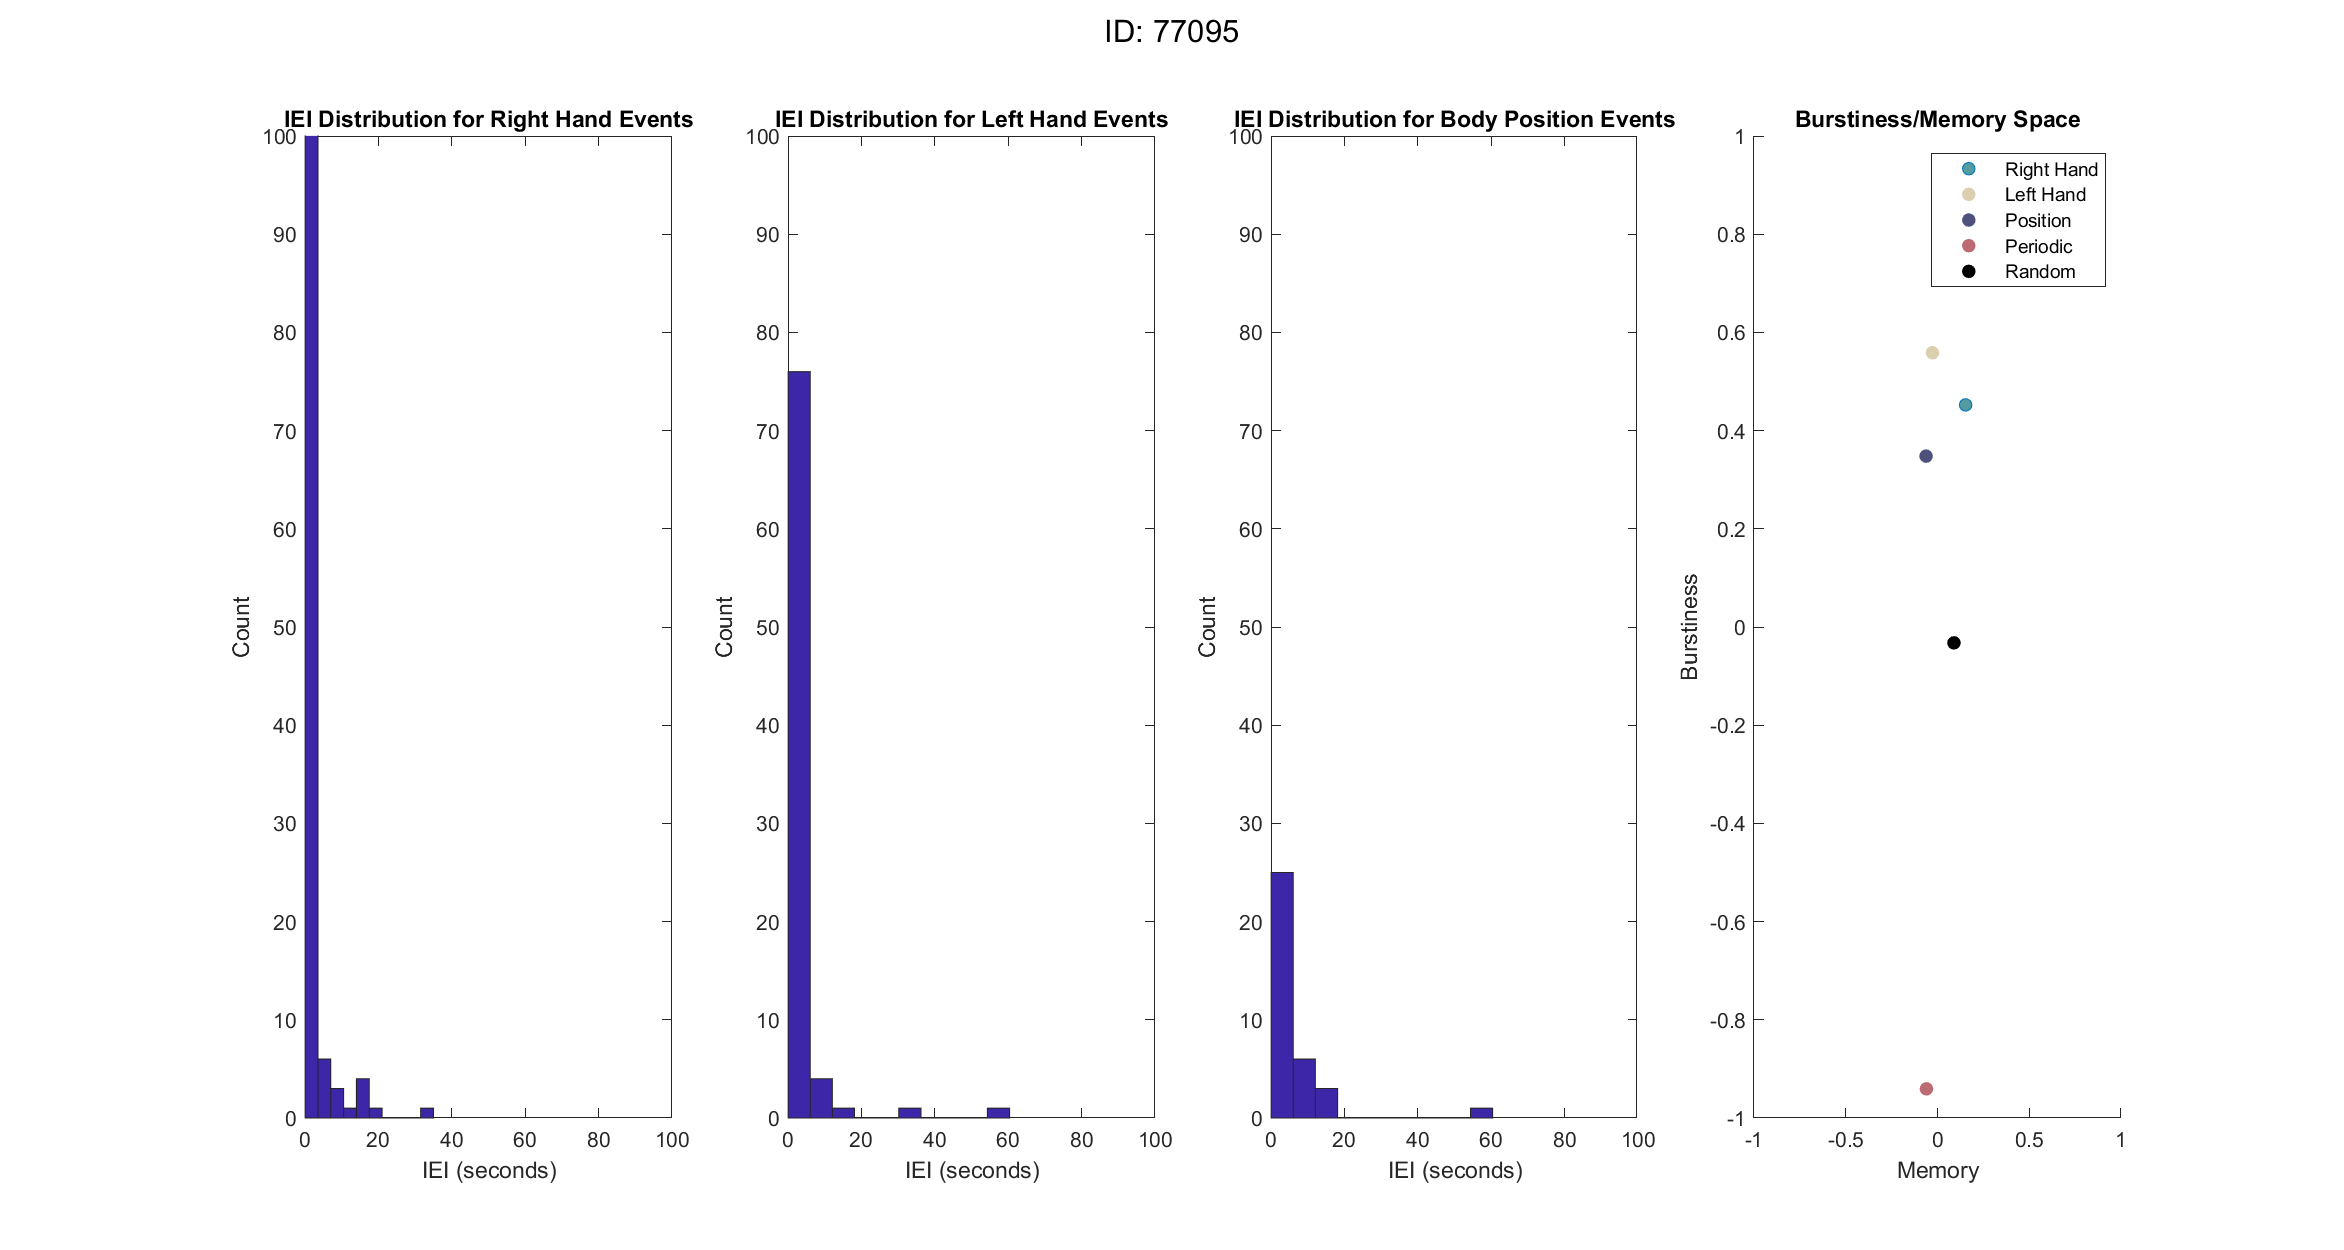 ID: 77095
IEI Distribution for Right Hand Events
100
90
80
70
60
50
40
30
20
10
0
Count
0 20 40 60 80 100
IEI (seconds)
IEI Distribution for Left Hand Events
100
90
80
70
60
50
40
30
20
10
0
Count
0 20 40 60 80 100
IEI (seconds)
IEI Distribution for Body Position Events
100
90
80
70
60
50
40
30
20
10
0
Count
0 20 40 60 80 100
IEI (seconds)
Burstiness/Memory Space
Right Hand
Left Hand
Position
Periodic
Random
1
0.8
0.6
0.4
0.2
0
-0.2
-0.4
-0.6
-0.8
-1
Burstiness
-1 -0.5 0 0.5 1
Memory